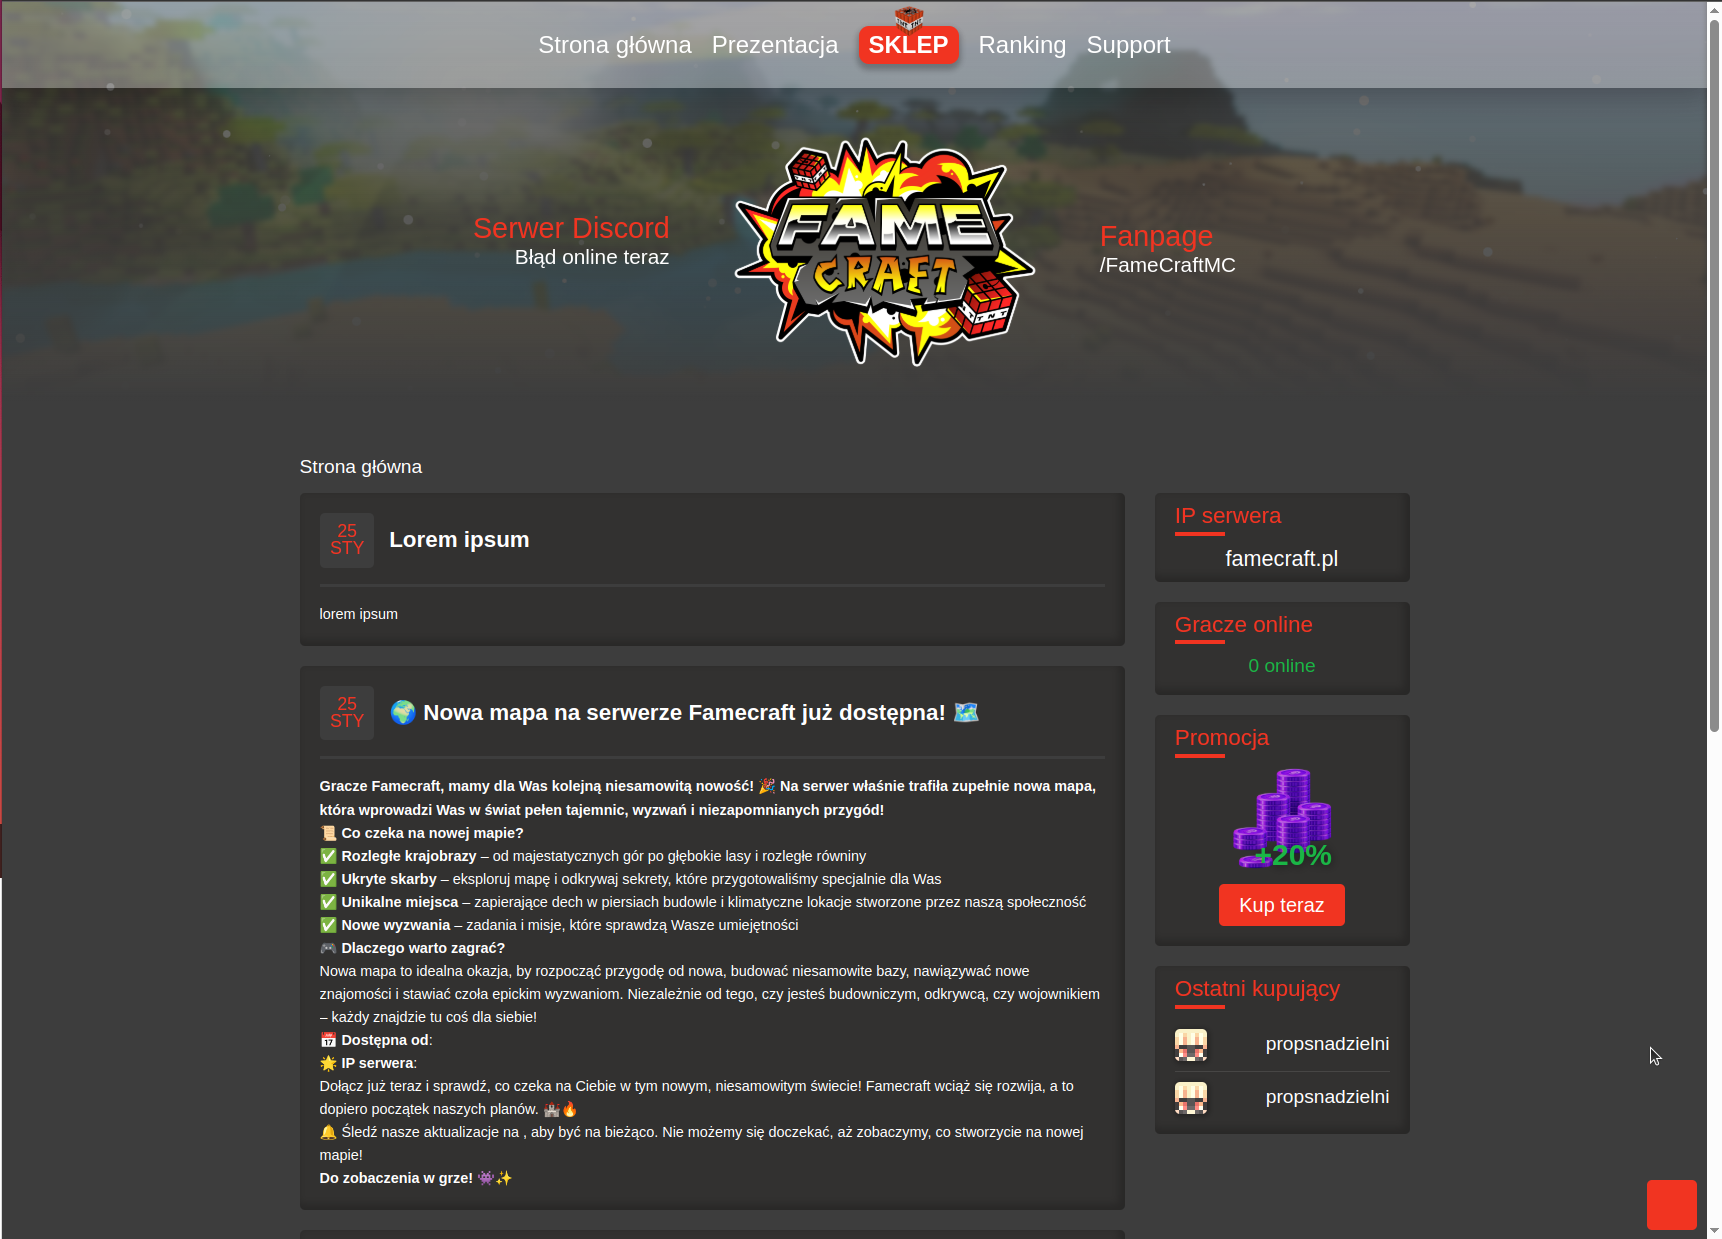 Strona główna Prezentacja SKLEP Ranking Support
Serwer Discord
Błąd online teraz
FAME
CRAFT
TNT
Fanpage
/FameCraftMC
Strona główna
25
STY
Lorem ipsum
lorem ipsum
25
STY
🌍 Nowa mapa na serwerze Famecraft już dostępna! 🗺️
Gracze Famecraft, mamy dla Was kolejną niesamowitą nowość! 🎉 Na serwer właśnie trafiła zupełnie nowa mapa,
która wprowadzi Was w świat pełen tajemnic, wyzwań i niezapomnianych przygód!
📜 Co czeka na nowej mapie?
✅ Rozległe krajobrazy – od majestatycznych gór po głębokie lasy i rozległe równiny
✅ Ukryte skarby – eksploruj mapę i odkrywaj sekrety, które przygotowaliśmy specjalnie dla Was
✅ Unikalne miejsca – zapierające dech w piersiach budowle i klimatyczne lokacje stworzone przez naszą społeczność
✅ Nowe wyzwania – zadania i misje, które sprawdzą Wasze umiejętności
🎮 Dlaczego warto zagrać?
Nowa mapa to idealna okazja, by rozpocząć przygodę od nowa, budować niesamowite bazy, nawiązywać nowe
znajomości i stawiać czoła epickim wyzwaniom. Niezależnie od tego, czy jesteś budowniczym, odkrywcą, czy wojownikiem
– każdy znajdzie tu coś dla siebie!
📅 Dostępna od:
🌟 IP serwera:
Dołącz już teraz i sprawdź, co czeka na Ciebie w tym nowym, niesamowitym świecie! Famecraft wciąż się rozwija, a to
dopiero początek naszych planów. 🏰🔥
🔔 Śledź nasze aktualizacje na , aby być na bieżąco. Nie możemy się doczekać, aż zobaczymy, co stworzycie na nowej
mapie!
Do zobaczenia w grze! 👾✨
IP serwera
famecraft.pl
Gracze online
0 online
Promocja
+20%
Kup teraz
Ostatni kupujący
propsnadzielni
propsnadzielni